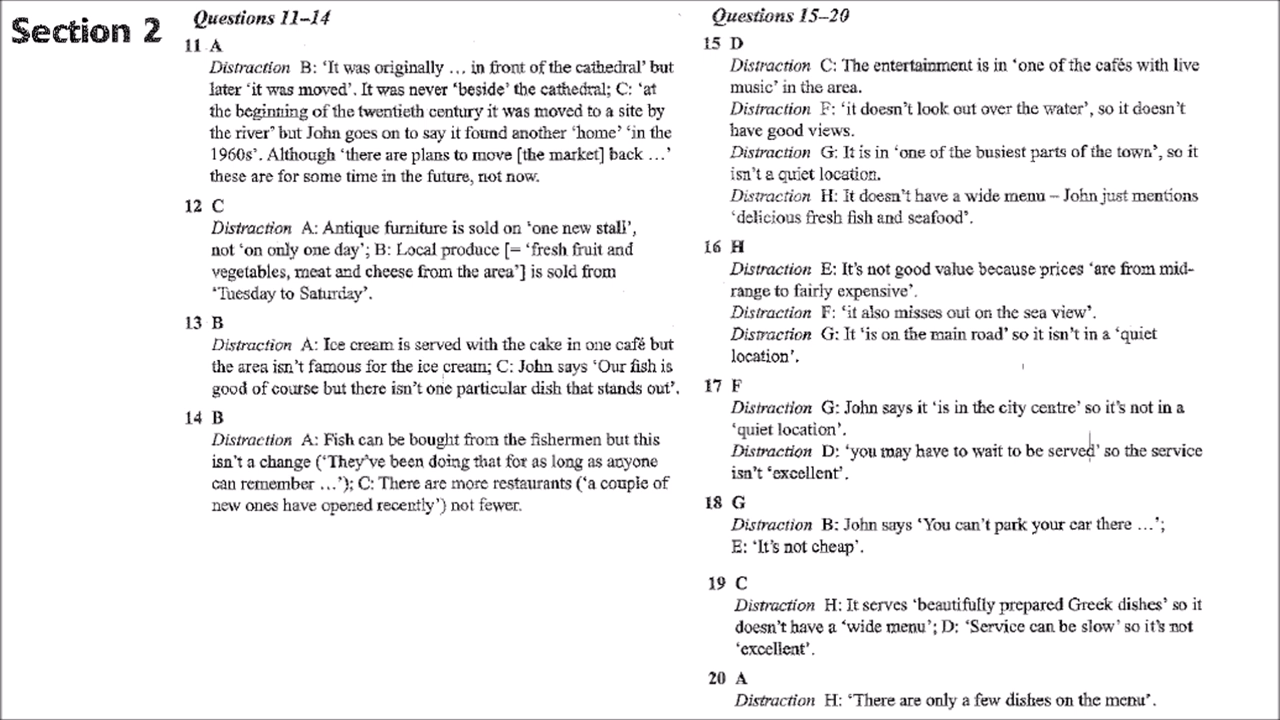 Section 2
Questions 11–14
11 A
Distraction B: ‘It was originally … in front of the cathedral’ but
later ‘it was moved’. It was never ‘beside’ the cathedral; C: ‘at
the beginning of the twentieth century it was moved to a site by
the river’ but John goes on to say it found another ‘home’ ‘in the
1960s’. Although ‘there are plans to move [the market] back …’
these are for some time in the future, not now.
12 C
Distraction A: Antique furniture is sold on ‘one new stall’,
not ‘on only one day’; B: Local produce [= ‘fresh fruit and
vegetables, meat and cheese from the area’] is sold from
‘Tuesday to Saturday’.
13 B
Distraction A: Ice cream is served with the cake in one café but
the area isn’t famous for the ice cream; C: John says ‘Our fish is
good of course but there isn’t one particular dish that stands out’.
14 B
Distraction A: Fish can be bought from the fishermen but this
isn’t a change (‘They’ve been doing that for as long as anyone
can remember …’); C: There are more restaurants (‘a couple of
new ones have opened recently’) not fewer.
Questions 15–20
15 D
Distraction C: The entertainment is in ‘one of the cafés with live
music’ in the area.
Distraction F: ‘it doesn’t look out over the water’, so it doesn’t
have good views.
Distraction G: It is in ‘one of the busiest parts of the town’, so it
isn’t a quiet location.
Distraction H: It doesn’t have a wide menu – John just mentions
‘delicious fresh fish and seafood’.
16 H
Distraction E: It’s not good value because prices ‘are from mid-
range to fairly expensive’.
Distraction F: ‘it also misses out on the sea view’.
Distraction G: It ‘is on the main road’ so it isn’t in a ‘quiet
location’.
17 F
Distraction G: John says it ‘is in the city centre’ so it’s not in a
‘quiet location’.
Distraction D: ‘you may have to wait to be served’ so the service
isn’t ‘excellent’.
18 G
Distraction B: John says ‘You can’t park your car there …’;
E: ‘It’s not cheap’.
19 C
Distraction H: It serves ‘beautifully prepared Greek dishes’ so it
doesn’t have a ‘wide menu’; D: ‘Service can be slow’ so it’s not
‘excellent’.
20 A
Distraction H: ‘There are only a few dishes on the menu’.